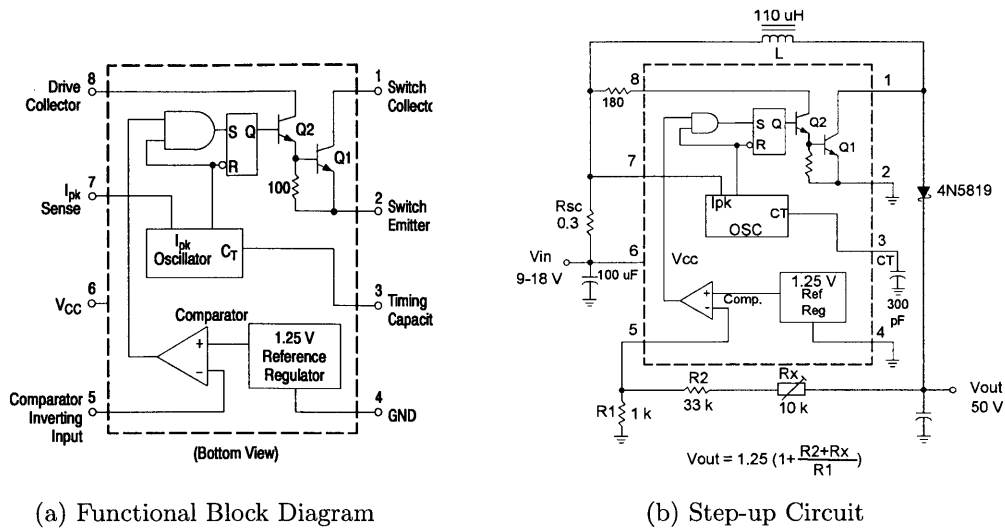 8
Drive
Collector
1
Switch
Collectc
S
Q
R
Q2
Q1
100
7
Ipk
Sense
2
Switch
Emitter
Ipk
Oscillator
CT
6
VCC
3
Timing
Capacit
Comparator
+
−
1.25 V
Reference
Regulator
5
Comparator
Inverting
Input
4
GND
(Bottom View)
(a) Functional Block Diagram
110 uH
L
8
180
1
S
Q
R
Q2
Q1
7
2
4N5819
Rsc
0.3
Ipk
CT
OSC
3
CT
300
pF
Vin
9-18 V
6
100 uF
Vcc
+
−
Comp.
1.25 V
Ref
Reg
5
4
R2
33 k
Rx
10 k
R1
1 k
Vout
50 V
Vout = 1.25 (1+ R2+Rx / R1 )
(b) Step-up Circuit